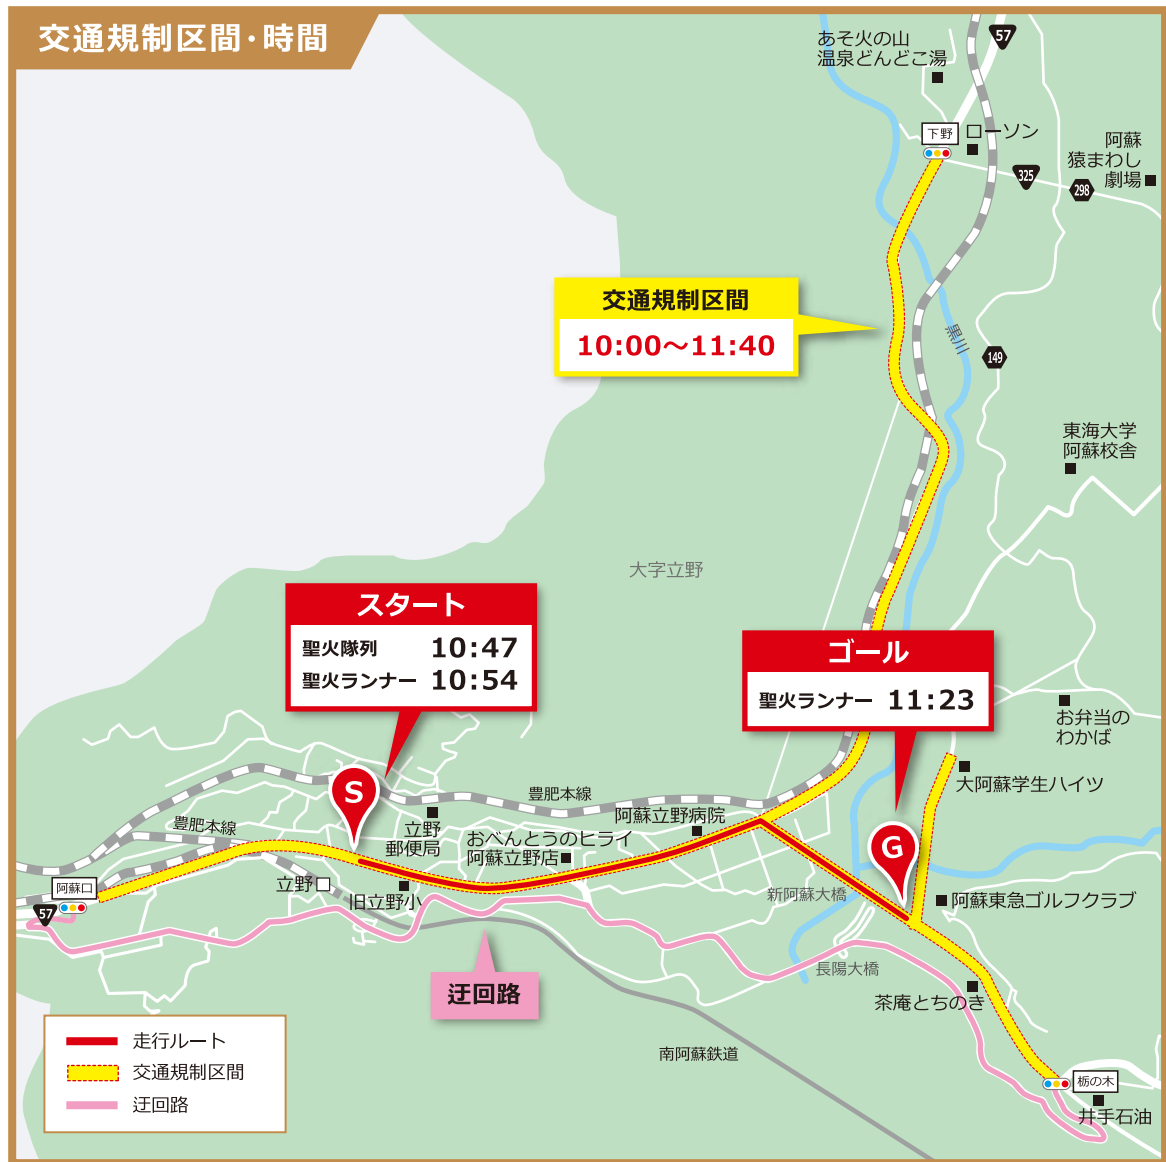 交通規制区間・時間
57
あそ火の山
温泉どんどこ湯
下野
ローソン
阿蘇
猿まわし
劇場
325
298
交通規制区間
10:00～11:40
黒川
149
東海大学
阿蘇校舎
大字立野
スタート
聖火隊列 10:47
聖火ランナー 10:54
ゴール
聖火ランナー 11:23
お弁当の
わかば
大阿蘇学生ハイツ
S
豊肥本線
豊肥本線
立野
郵便局
阿蘇立野病院
おべんとうのヒライ
阿蘇立野店
G
阿蘇口
57
立野
旧立野小
新阿蘇大橋
阿蘇東急ゴルフクラブ
長陽大橋
迂回路
茶庵とちのき
南阿蘇鉄道
栃の木
井手石油
走行ルート
交通規制区間
迂回路